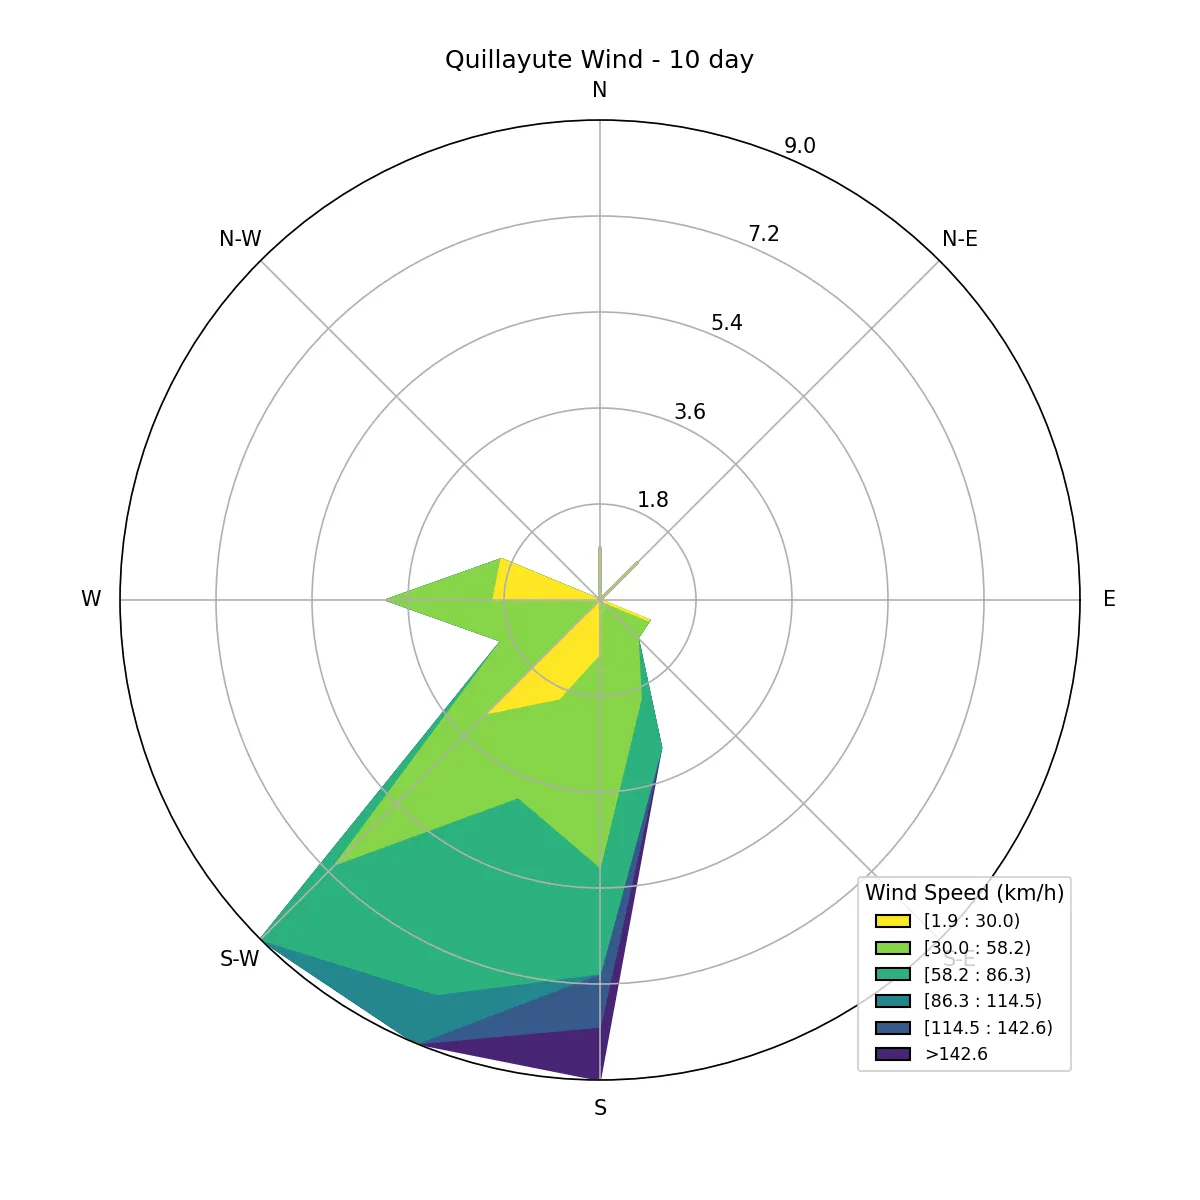 Quillayute Wind - 10 day
N
9.0
N-W
7.2
N-E
5.4
3.6
1.8
W
E
S-W
S-E
S
Wind Speed (km/h)
[1.9 : 30.0)
[30.0 : 58.2)
[58.2 : 86.3)
[86.3 : 114.5)
[114.5 : 142.6)
>142.6